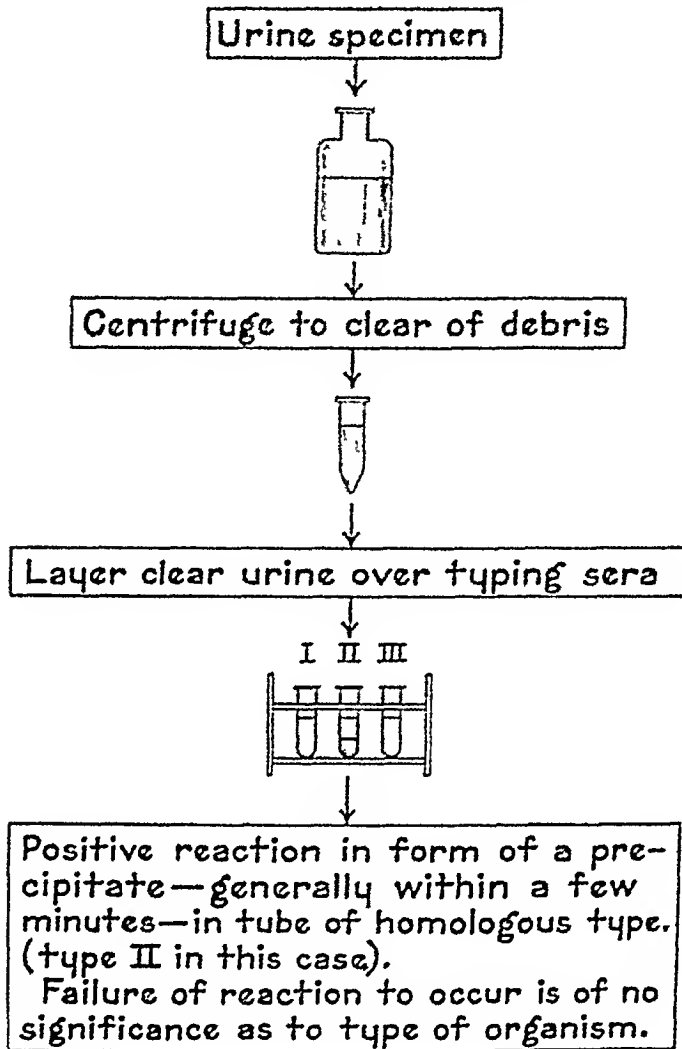 Urine specimen
Centrifuge to clear of debris
Layer clear urine over typing sera
I II III
Positive reaction in form of a pre-
cipitate—generally within a few
minutes—in tube of homologous type.
(type II in this case).
Failure of reaction to occur is of no
significance as to type of organism.